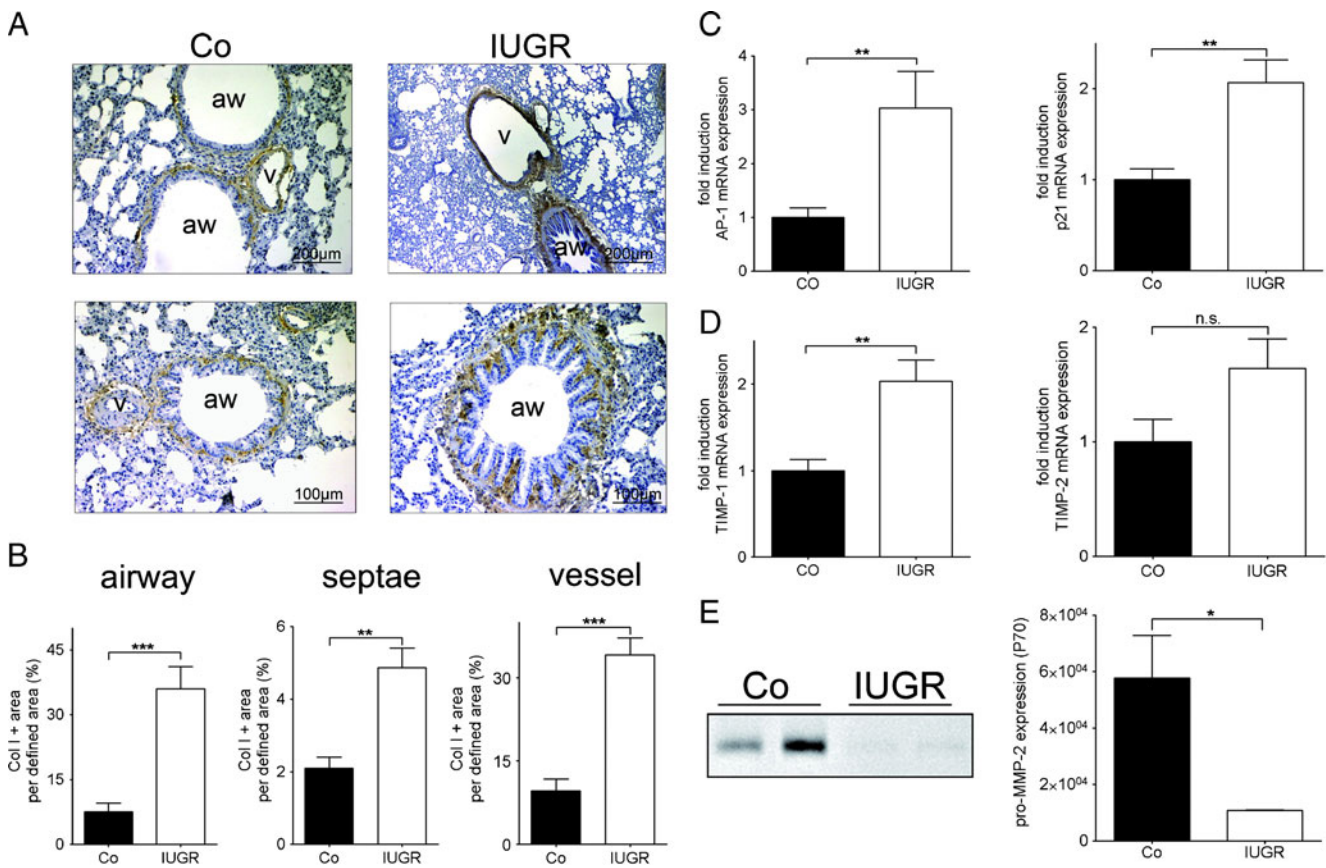 A
Co
IUGR
aw
v
aw
200µm
v
aw
200µm
v
aw
100µm
aw
100µm
B
airway
septae
vessel
Col I + area
per defined area (%)
45
30
15
0
***
Co
IUGR
Col I + area
per defined area (%)
6
4
2
0
**
Co
IUGR
Col I + area
per defined area (%)
30
15
0
***
Co
IUGR
C
fold induction
AP-1 mRNA expression
4
3
2
1
0
**
CO
IUGR
fold induction
p21 mRNA expression
2
1
0
**
Co
IUGR
D
fold induction
TIMP-1 mRNA expression
2
1
0
**
CO
IUGR
fold induction
TIMP-2 mRNA expression
2
1
0
n.s.
CO
IUGR
E
Co
IUGR
pro-MMP-2 expression (P70)
8×10⁰⁴
6×10⁰⁴
4×10⁰⁴
2×10⁰⁴
0
*
Co
IUGR